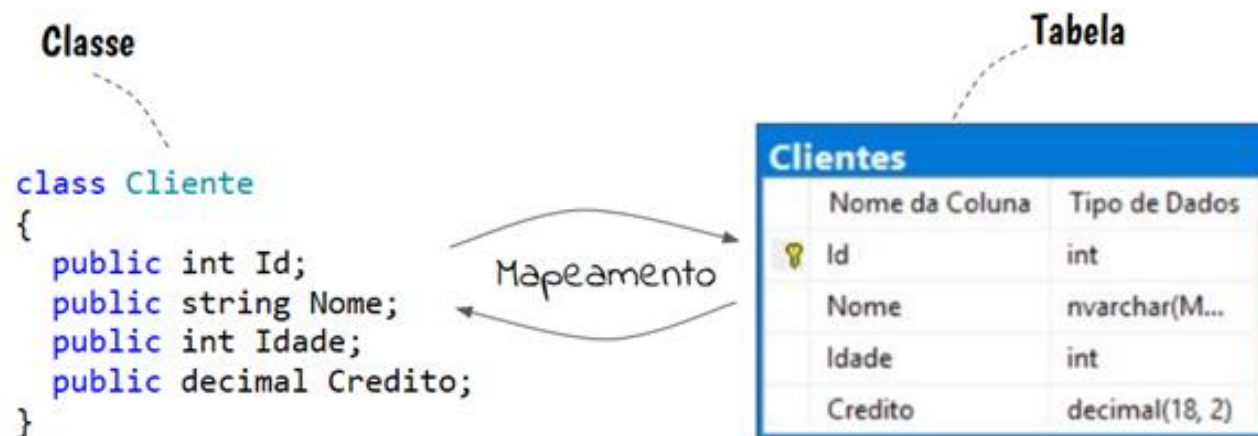 Classe
class Cliente
{
public int Id;
public string Nome;
public int Idade;
public decimal Credito;
}
Mapeamento
Tabela
Clientes
Nome da Coluna Tipo de Dados
Id int
Nome nvarchar(M...
Idade int
Credito decimal(18, 2)